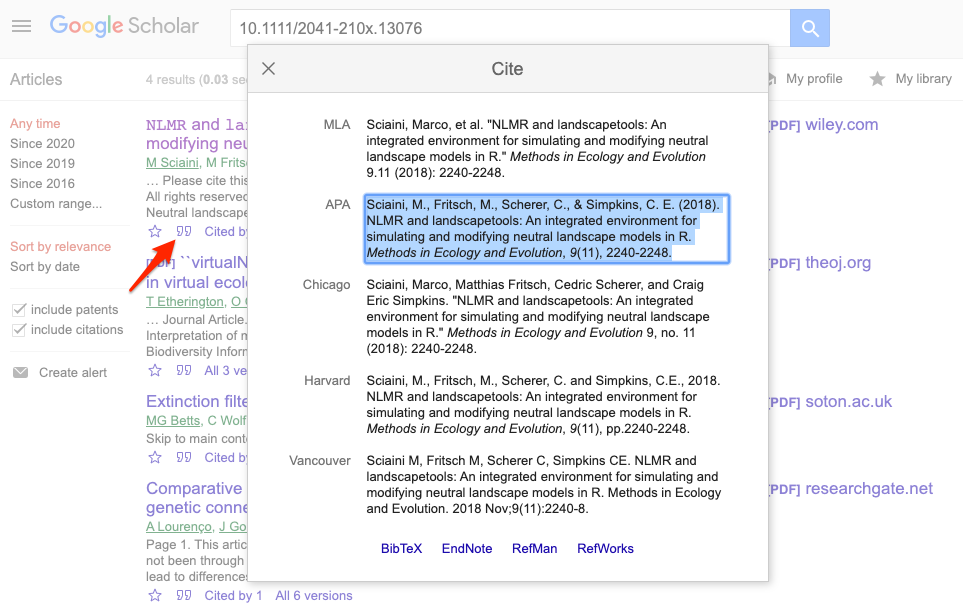 Google Scholar
10.1111/2041-210x.13076
Articles
4 results (0.03 se
My profile
My library
Cite
Any time
Since 2020
Since 2019
Since 2016
Custom range...
Sort by relevance
Sort by date
include patents
include citations
Create alert
NLMR and la
modifying neu
M Sciaini, M Frits
… Please cite this
All rights reserved
Neutral landscape
Cited by
[PDF] ``virtualN
in virtual ecolo
T Etherington, O
… Journal Article.
Interpretation of m
Biodiversity Inform
All 3 ve
Extinction filte
MG Betts, C Wolf
Skip to main conte
Cited by
Comparative
genetic conne
A Lourenço, J Go
Page 1. This artic
not been through
lead to differences
Cited by 1 All 6 versions
MLA
Sciaini, Marco, et al. "NLMR and landscapetools: An
integrated environment for simulating and modifying neutral
landscape models in R." Methods in Ecology and Evolution
9.11 (2018): 2240-2248.
APA
Sciaini, M., Fritsch, M., Scherer, C., & Simpkins, C. E. (2018).
NLMR and landscapetools: An integrated environment for
simulating and modifying neutral landscape models in R.
Methods in Ecology and Evolution, 9(11), 2240-2248.
Chicago
Sciaini, Marco, Matthias Fritsch, Cedric Scherer, and Craig
Eric Simpkins. "NLMR and landscapetools: An integrated
environment for simulating and modifying neutral landscape
models in R." Methods in Ecology and Evolution 9, no. 11
(2018): 2240-2248.
Harvard
Sciaini, M., Fritsch, M., Scherer, C. and Simpkins, C.E., 2018.
NLMR and landscapetools: An integrated environment for
simulating and modifying neutral landscape models in R.
Methods in Ecology and Evolution, 9(11), pp.2240-2248.
Vancouver
Sciaini M, Fritsch M, Scherer C, Simpkins CE. NLMR and
landscapetools: An integrated environment for simulating and
modifying neutral landscape models in R. Methods in Ecology
and Evolution. 2018 Nov;9(11):2240-8.
BibTeX EndNote RefMan RefWorks
[PDF] wiley.com
[PDF] theoj.org
[PDF] soton.ac.uk
[PDF] researchgate.net